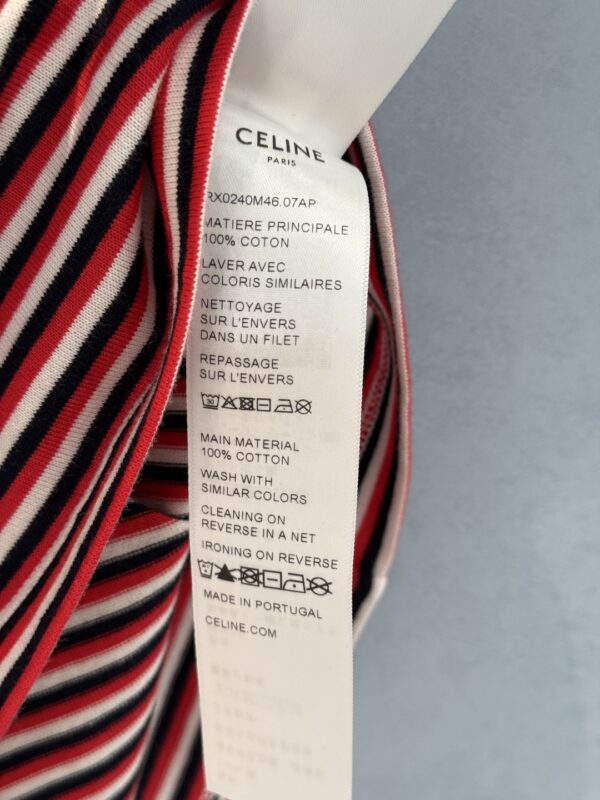 CELINE
PARIS
RX0240M46.07AP
MATIERE PRINCIPALE
100% COTON
LAVER AVEC
COLORIS SIMILAIRES
NETTOYAGE
SUR L'ENVERS
DANS UN FILET
REPASSAGE
SUR L'ENVERS
MAIN MATERIAL
100% COTTON
WASH WITH
SIMILAR COLORS
CLEANING ON
REVERSE IN A NET
IRONING ON REVERSE
MADE IN PORTUGAL
CELINE.COM